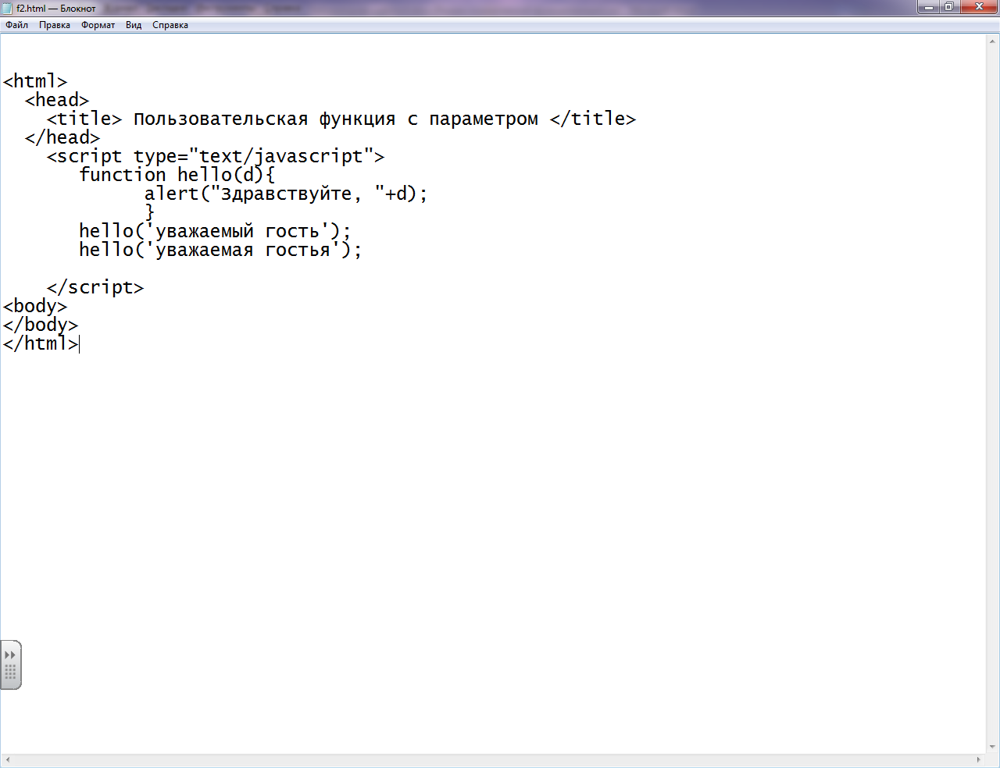 f2.html — Блокнот
Файл Правка Формат Вид Справка
<html>
  <head>
    <title> Пользовательская функция с параметром </title>
  </head>
    <script type="text/javascript">
       function hello(d){
             alert("Здравствуйте, "+d);
             }
       hello('уважаемый гость');
       hello('уважаемая гостья');
    </script>
<body>
</body>
</html>